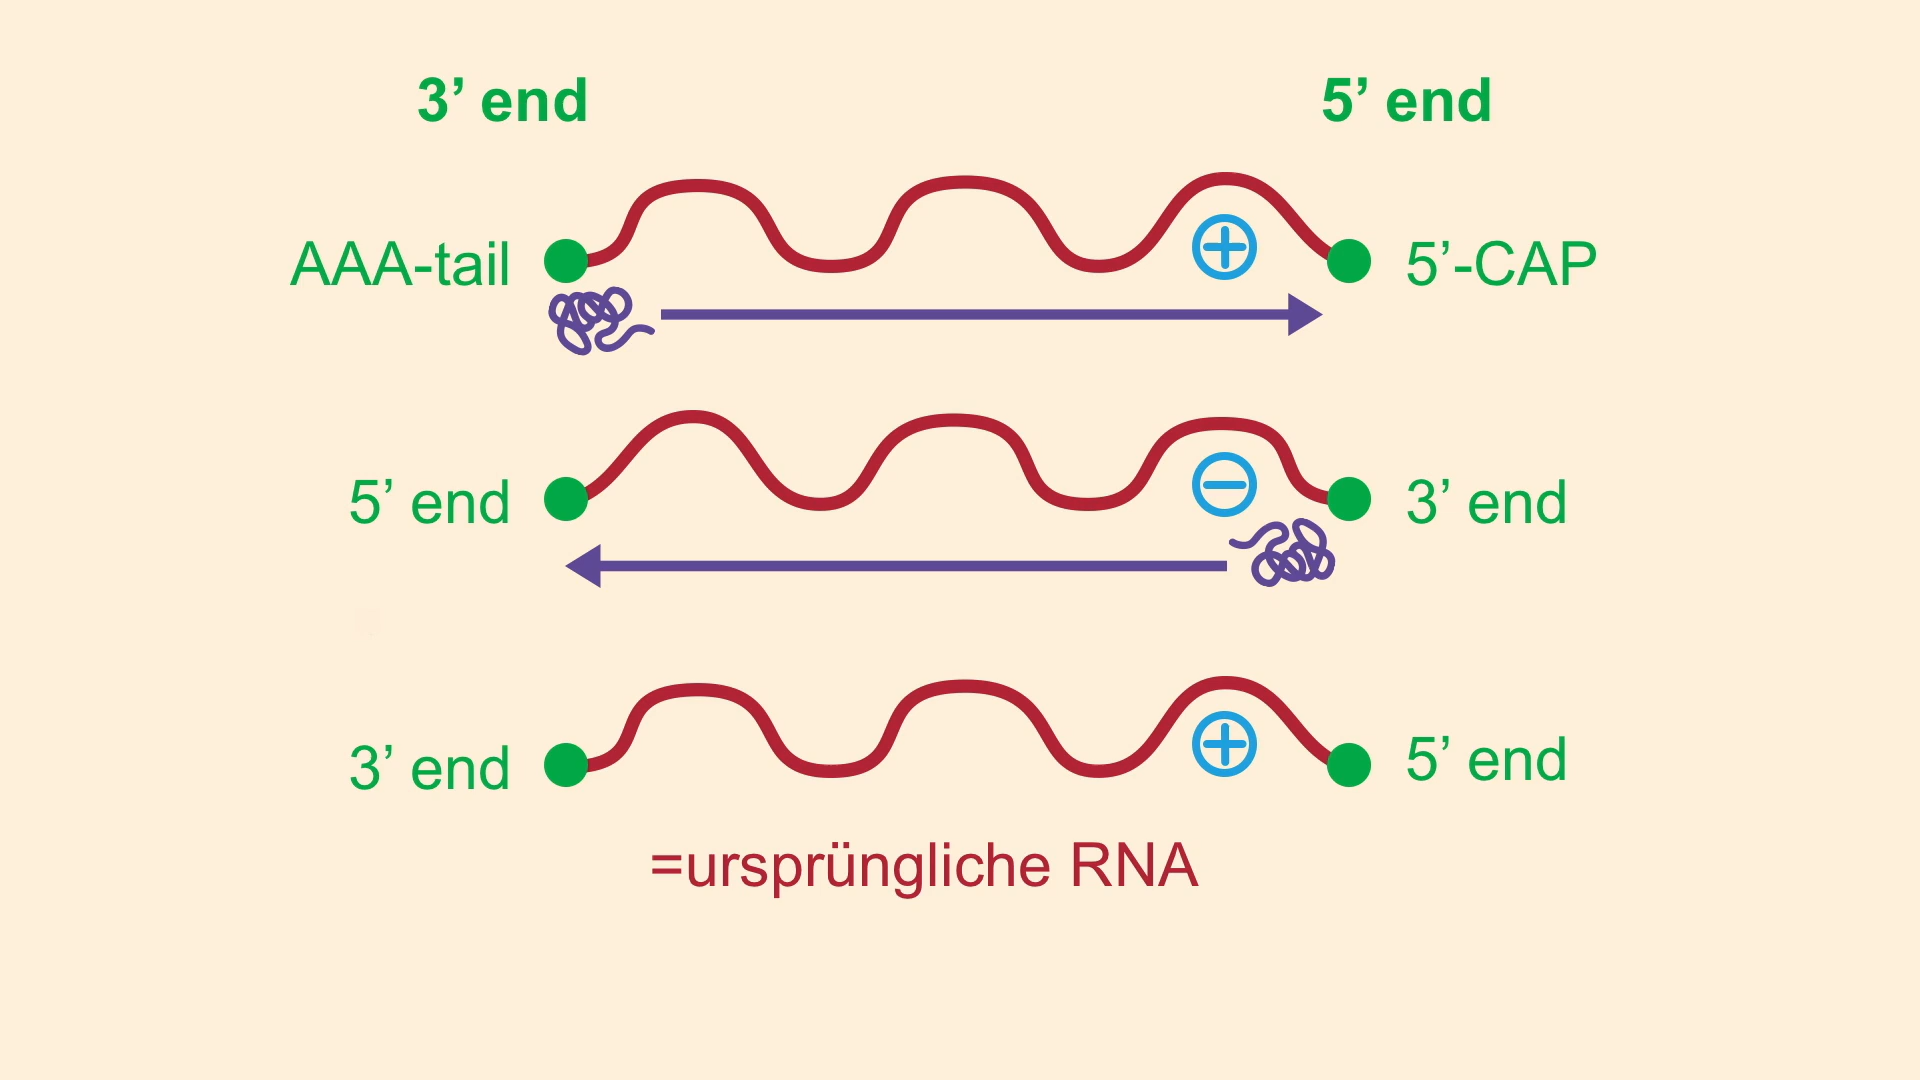 3’ end
5’ end
AAA-tail
5’-CAP
5’ end
3’ end
3’ end
5’ end
=ursprüngliche RNA